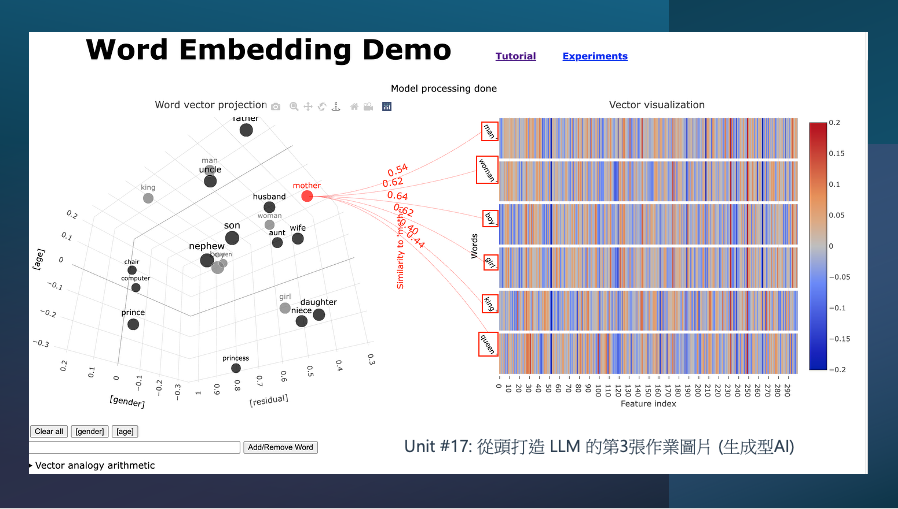 Word Embedding Demo
Tutorial
Experiments
Model processing done
Word vector projection
Vector visualization
father
man
uncle
king
mother
husband
woman
son
aunt
wife
nephew
queen
chair
computer
prince
girl
daughter
niece
princess
0.2
0.1
0
−0.1
−0.2
−0.3
[age]
0.2
0.1
0
−0.1
−0.2
−0.3
[gender]
1
0.9
0.8
0.7
0.6
0.5
0.4
0.3
[residual]
0.54
0.62
0.64
0.62
0.40
0.44
Similarity to 'mother'
Words
man
woman
boy
girl
king
queen
0 10 20 30 40 50 60 70 80 90 100 110 120 130 140 150 160 170 180 190 200 210 220 230 240 250 260 270 280 290
Feature index
0.2
0.15
0.1
0.05
0
−0.05
−0.1
−0.15
−0.2
Clear all [gender] [age]
Add/Remove Word
Vector analogy arithmetic
Unit #17: 從頭打造 LLM 的第3張作業圖片 (生成型AI)